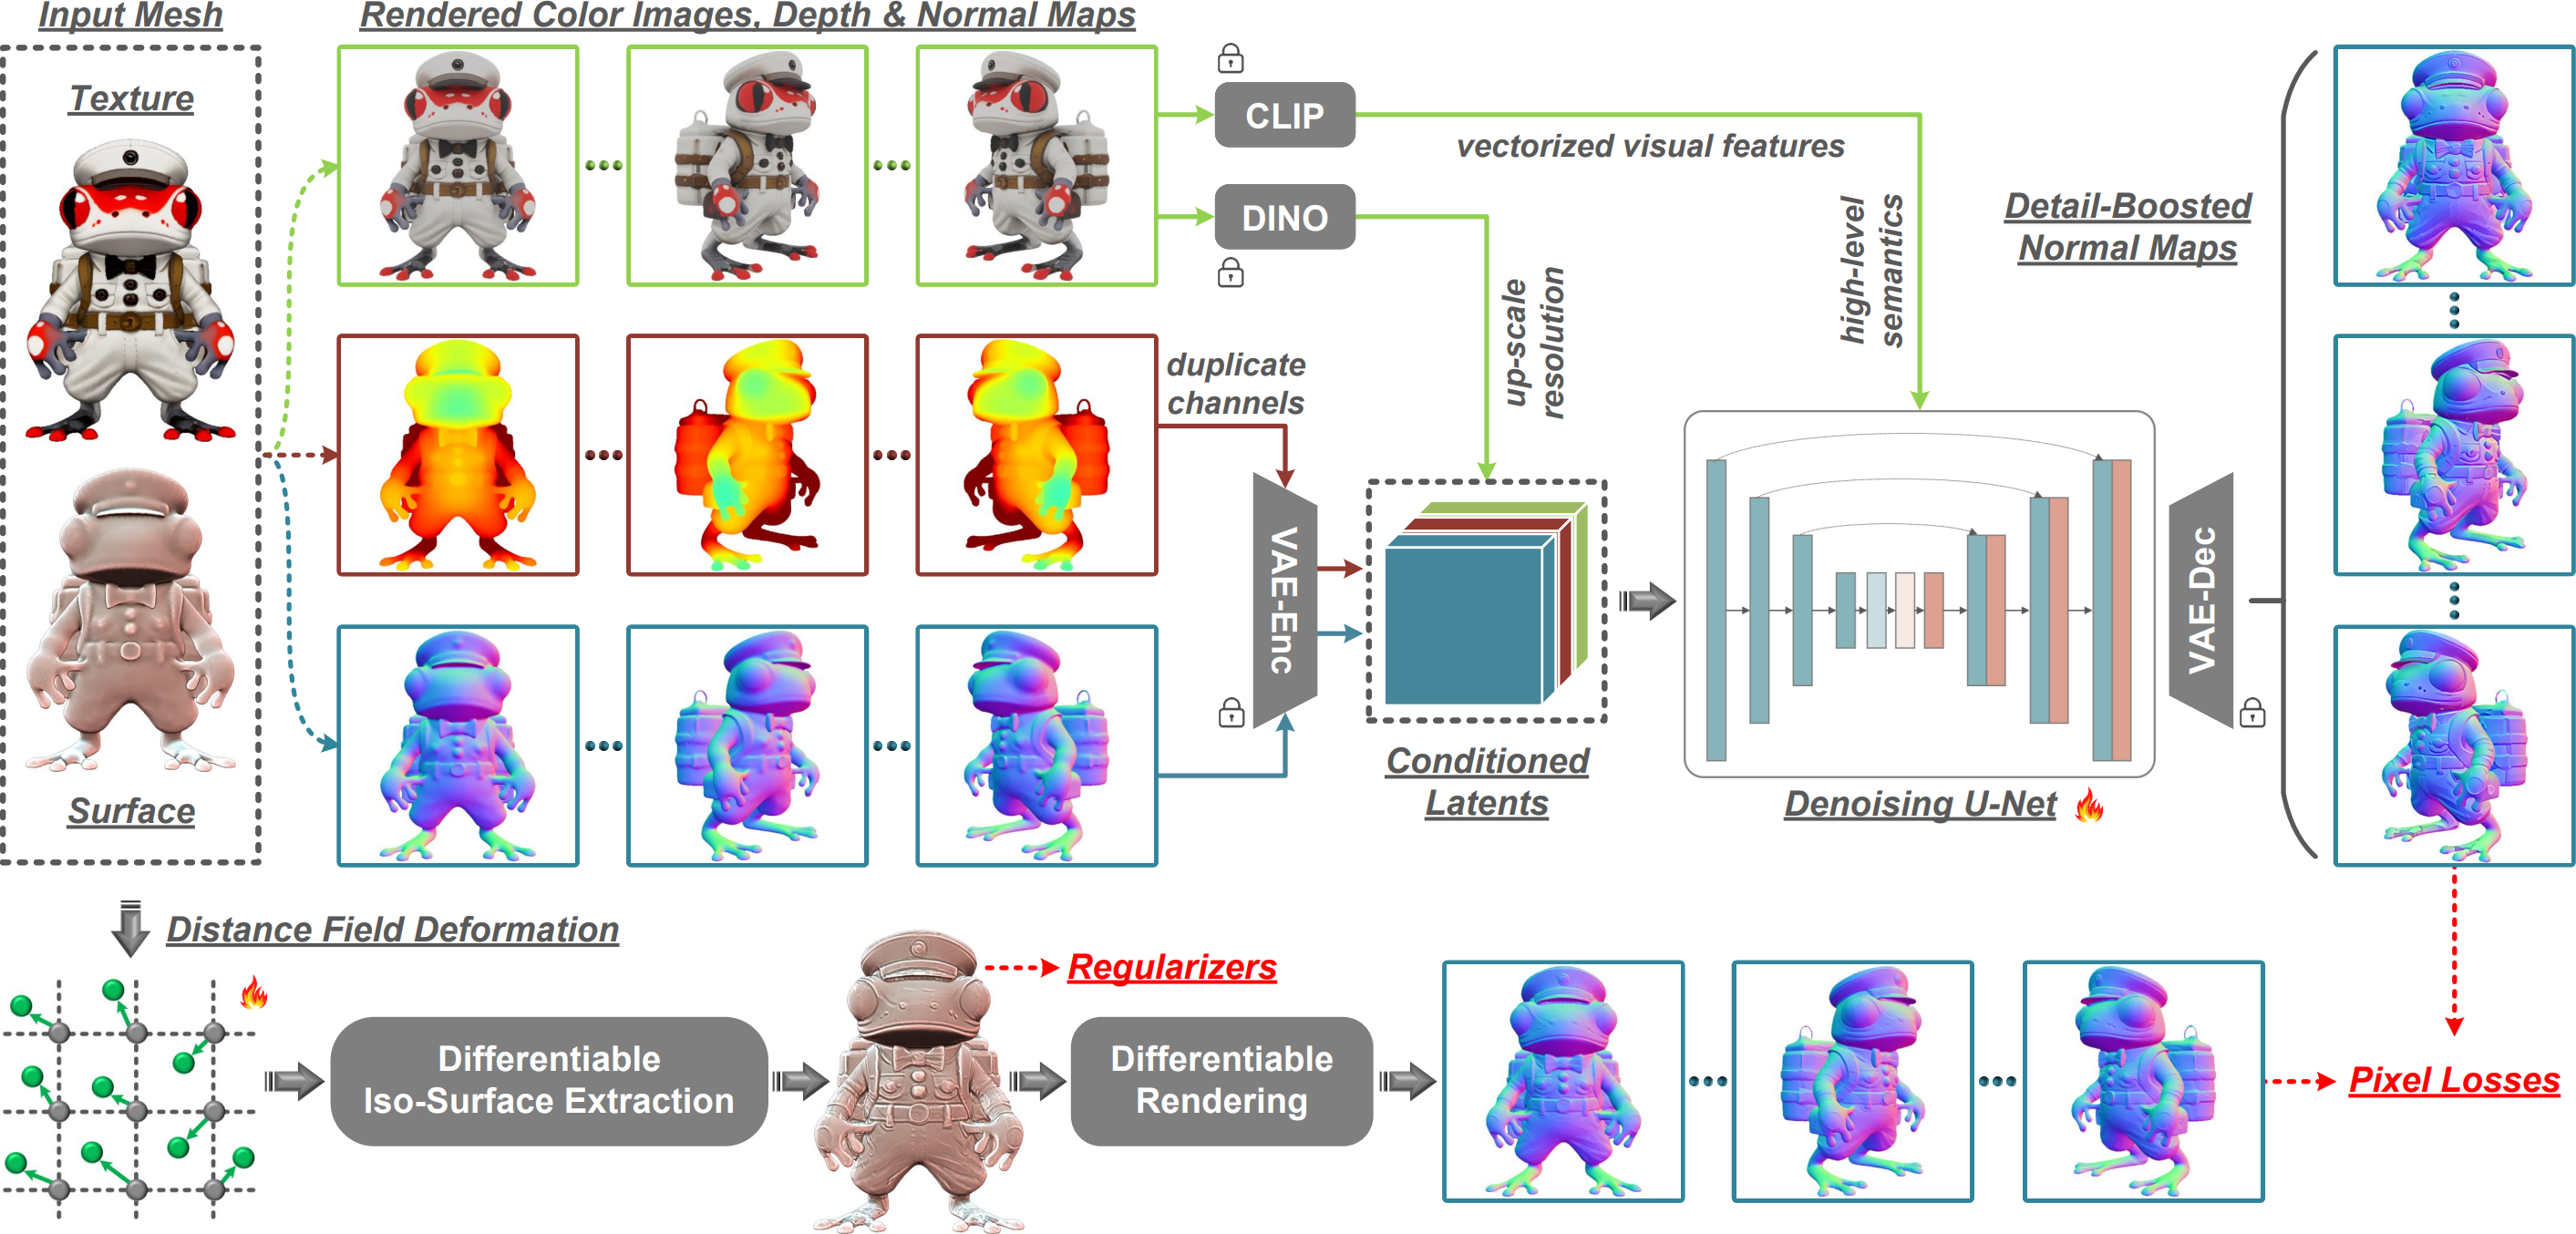 Input Mesh
Rendered Color Images, Depth & Normal Maps
Texture
CLIP
vectorized visual features
DINO
high-level
semantics
Detail-Boosted
Normal Maps
up-scale
resolution
duplicate
channels
VAE-Enc
VAE-Dec
Conditioned
Latents
Denoising U-Net
Surface
Distance Field Deformation
Regularizers
Differentiable
Iso-Surface Extraction
Differentiable
Rendering
Pixel Losses